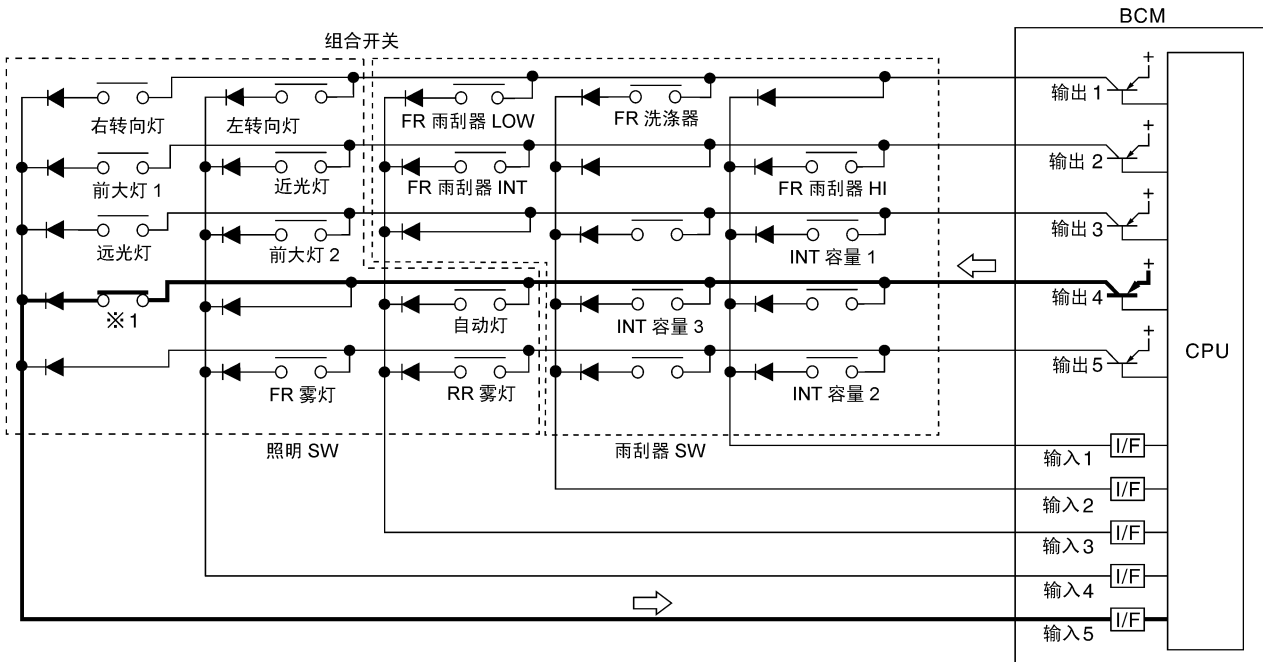 BCM
组合开关
+
输出 1
右转向灯
左转向灯
FR 雨刮器 LOW
FR 洗涤器
+
输出 2
前大灯 1
近光灯
FR 雨刮器 INT
FR 雨刮器 HI
+
输出 3
远光灯
前大灯 2
INT 容量 1
+
输出 4
※1
自动灯
INT 容量 3
+
输出 5
CPU
FR 雾灯
RR 雾灯
INT 容量 2
照明 SW
雨刮器 SW
输入1
I/F
输入2
I/F
输入3
I/F
输入4
I/F
输入5
I/F